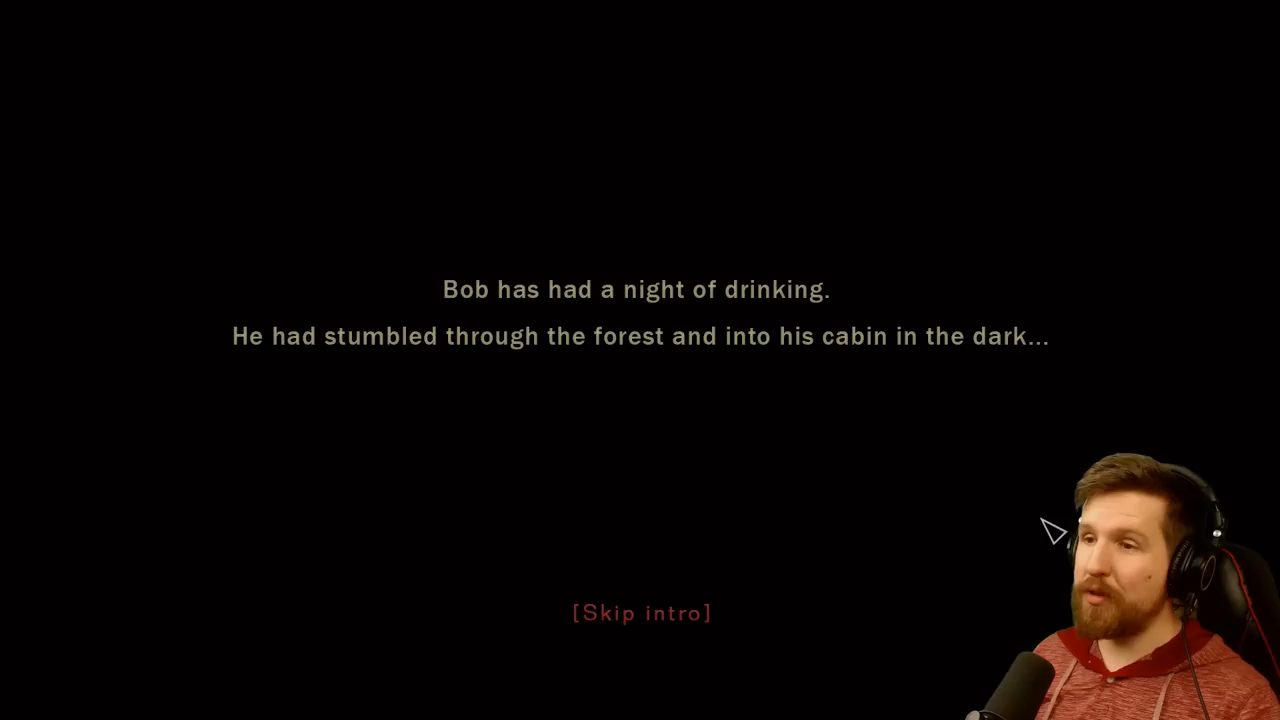 Bob has had a night of drinking.
He had stumbled through the forest and into his cabin in the dark...
[Skip intro]